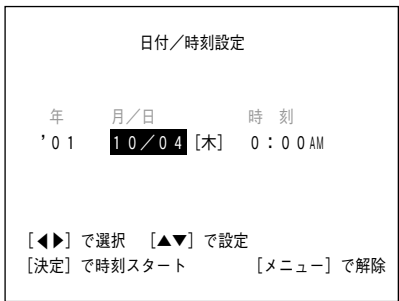 日付／時刻設定
年 月／日 時 刻
’01 10／04 [木] 0：00AM
[◀▶] で選択 [▲▼] で設定
[決定] で時刻スタート [メニュー] で解除